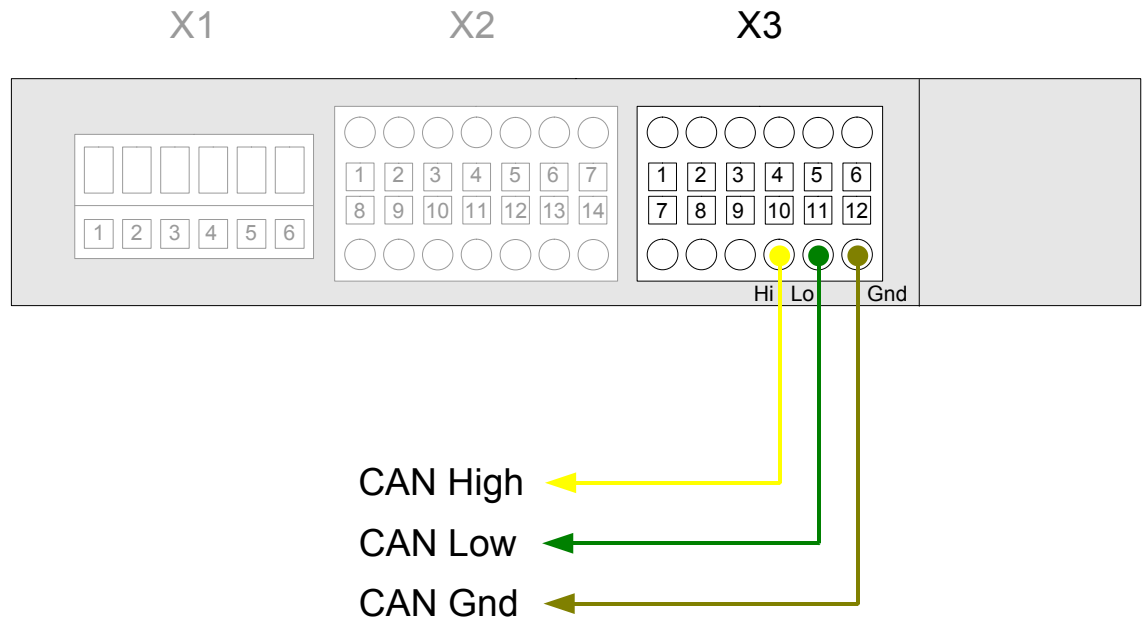 X1 X2 X3
1 2 3 4 5 6 7 1 2 3 4 5 6
8 9 10 11 12 13 14 7 8 9 10 11 12
1 2 3 4 5 6
Hi Lo Gnd
CAN High
CAN Low
CAN Gnd